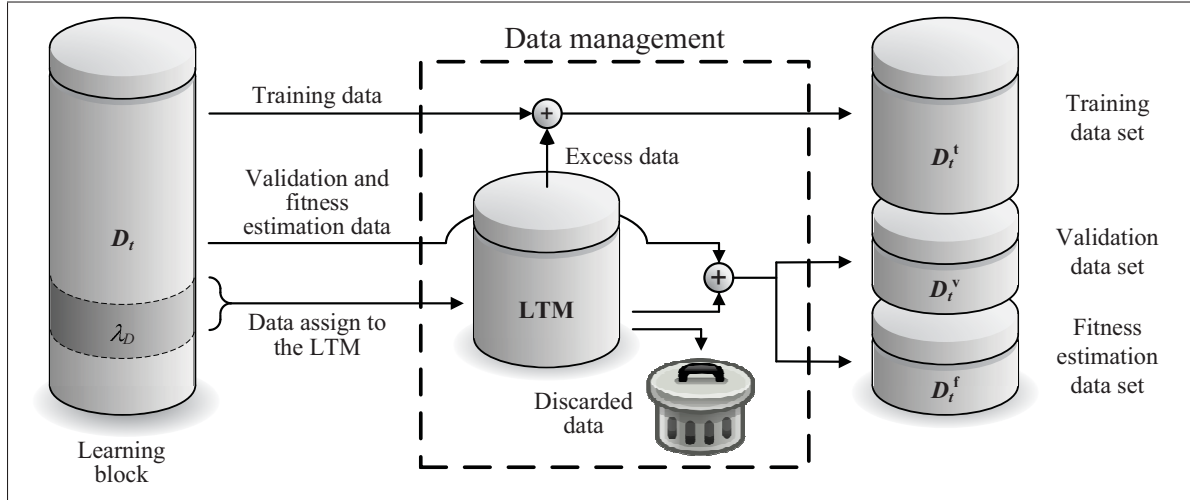 Data management
Training data
+
Training
data set
D_t^t
Excess data
Validation and
fitness
estimation data
D_t
+
Validation
data set
D_t^v
LTM
λ_D
Data assign to
the LTM
Fitness
estimation
data set
D_t^f
Discarded
data
Learning
block